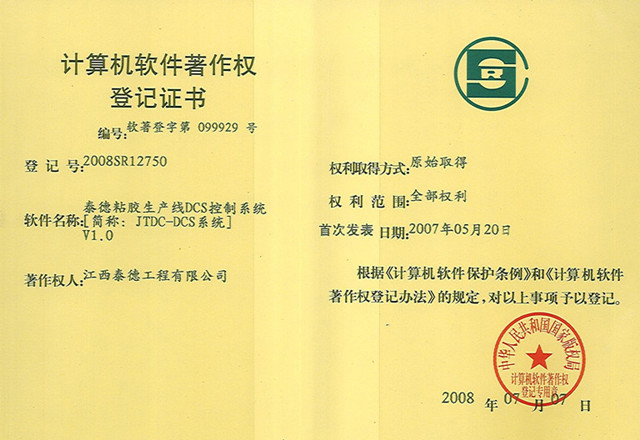 计算机软件著作权
登记证书
编号: 软著登字第 099929 号
登 记 号: 2008SR12750
软件名称: 泰德粘胶生产线DCS控制系统
[简称: JTDC-DCS系统]
V1.0
著作权人: 江西泰德工程有限公司
SR
权利取得方式: 原始取得
权 利 范 围: 全部权利
首次发表 日期: 2007年05月20日
根据《计算机软件保护条例》和《计算机软件
著作权登记办法》的规定, 对以上事项予以登记。
中华人民共和国国家版权局
计算机软件著作权
登记专用章
2008 年 07 月 07 日